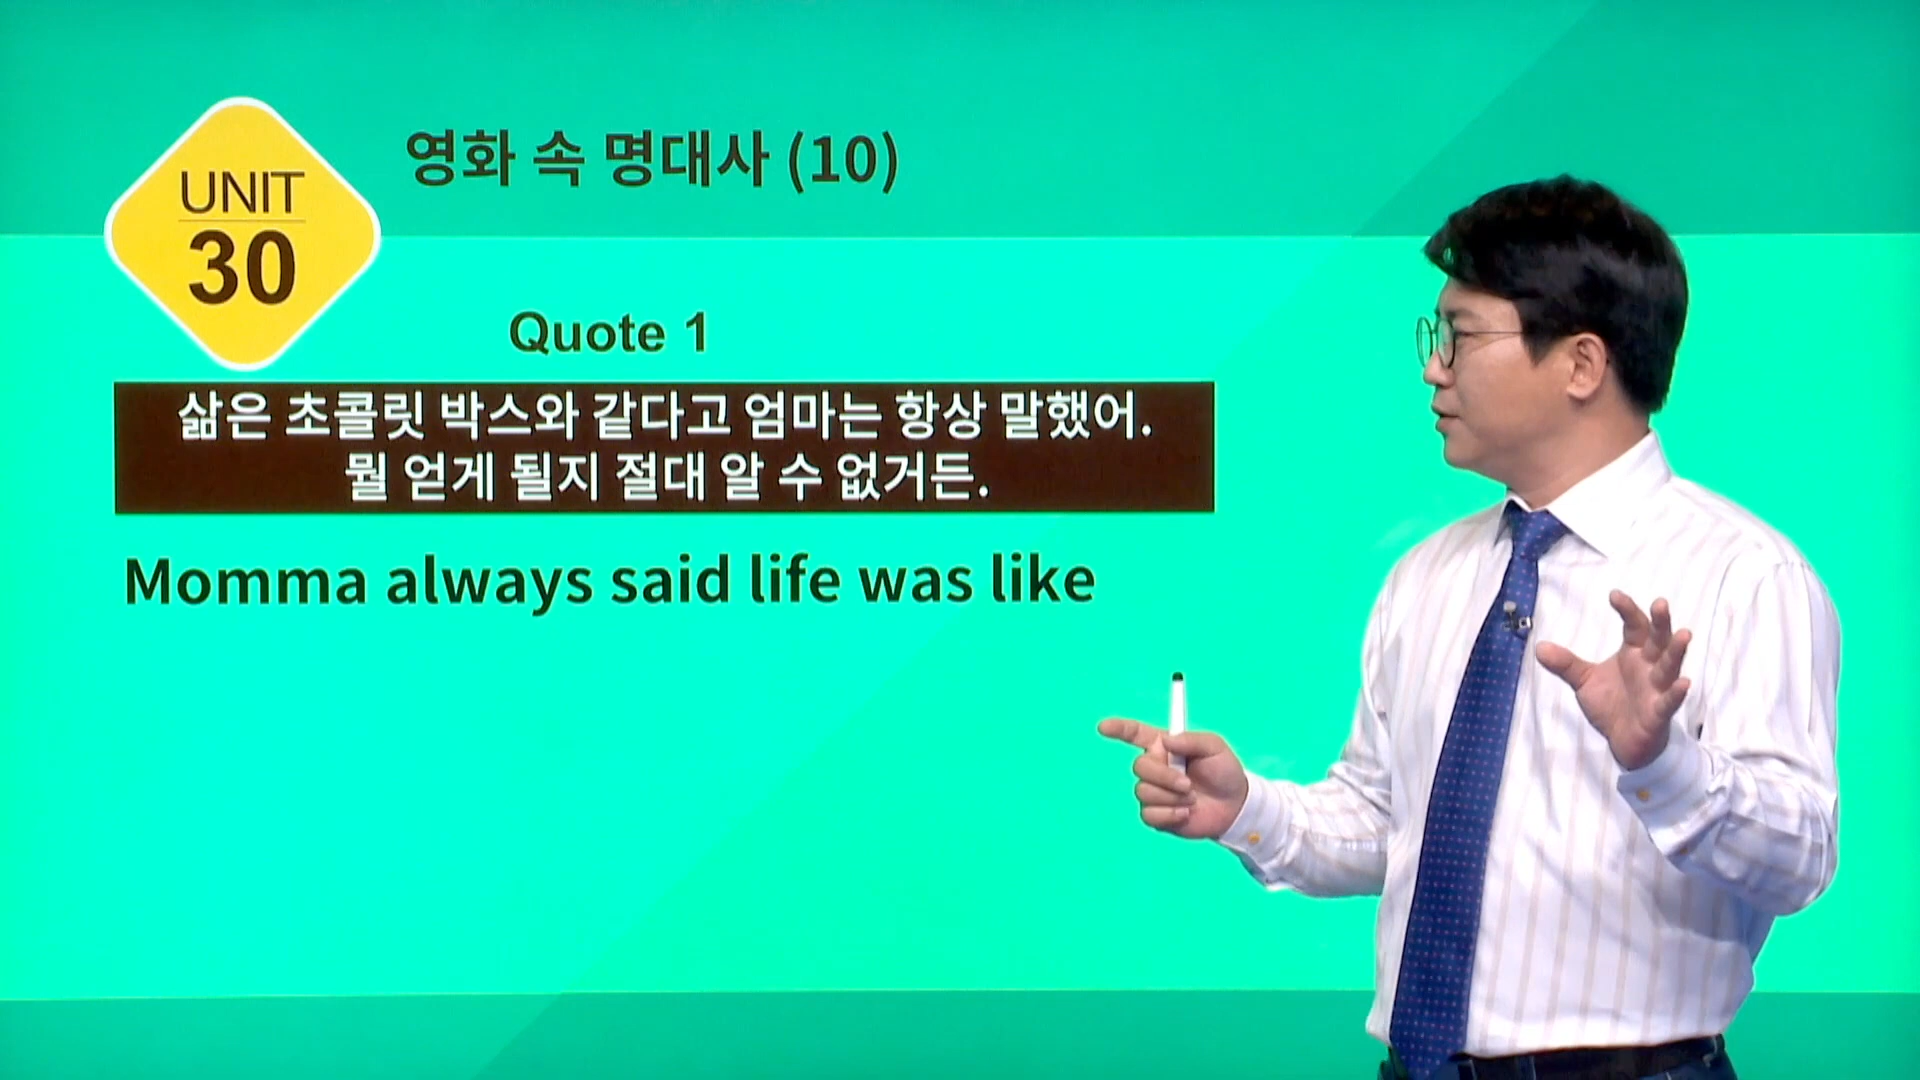 UNIT
30
영화 속 명대사 (10)
Quote 1
삶은 초콜릿 박스와 같다고 엄마는 항상 말했어.
뭘 얻게 될지 절대 알 수 없거든.
Momma always said life was like